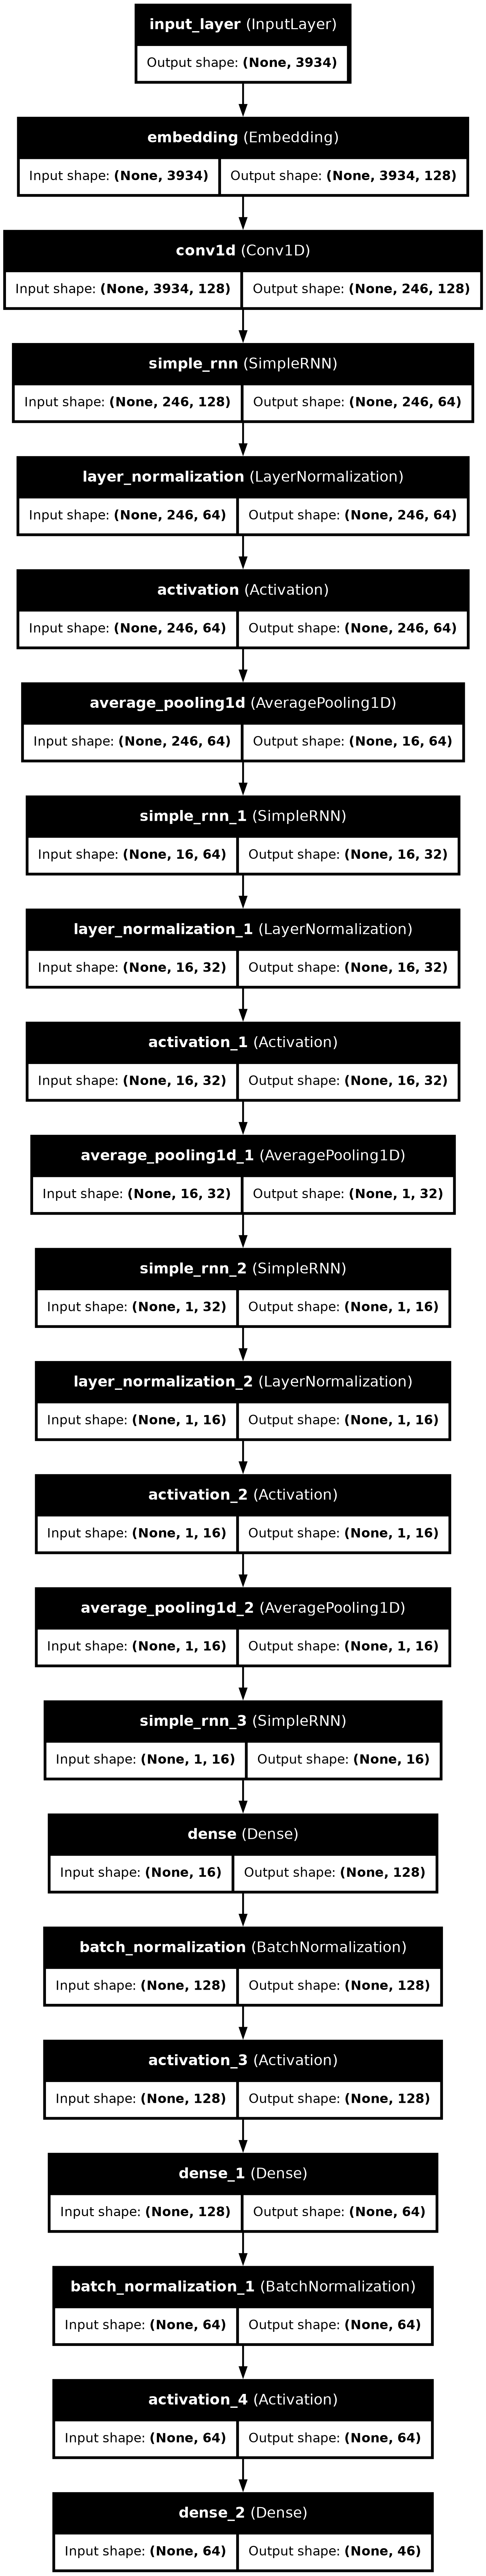 input_layer (InputLayer)
Output shape: (None, 3934)
embedding (Embedding)
Input shape: (None, 3934) Output shape: (None, 3934, 128)
conv1d (Conv1D)
Input shape: (None, 3934, 128) Output shape: (None, 246, 128)
simple_rnn (SimpleRNN)
Input shape: (None, 246, 128) Output shape: (None, 246, 64)
layer_normalization (LayerNormalization)
Input shape: (None, 246, 64) Output shape: (None, 246, 64)
activation (Activation)
Input shape: (None, 246, 64) Output shape: (None, 246, 64)
average_pooling1d (AveragePooling1D)
Input shape: (None, 246, 64) Output shape: (None, 16, 64)
simple_rnn_1 (SimpleRNN)
Input shape: (None, 16, 64) Output shape: (None, 16, 32)
layer_normalization_1 (LayerNormalization)
Input shape: (None, 16, 32) Output shape: (None, 16, 32)
activation_1 (Activation)
Input shape: (None, 16, 32) Output shape: (None, 16, 32)
average_pooling1d_1 (AveragePooling1D)
Input shape: (None, 16, 32) Output shape: (None, 1, 32)
simple_rnn_2 (SimpleRNN)
Input shape: (None, 1, 32) Output shape: (None, 1, 16)
layer_normalization_2 (LayerNormalization)
Input shape: (None, 1, 16) Output shape: (None, 1, 16)
activation_2 (Activation)
Input shape: (None, 1, 16) Output shape: (None, 1, 16)
average_pooling1d_2 (AveragePooling1D)
Input shape: (None, 1, 16) Output shape: (None, 1, 16)
simple_rnn_3 (SimpleRNN)
Input shape: (None, 1, 16) Output shape: (None, 16)
dense (Dense)
Input shape: (None, 16) Output shape: (None, 128)
batch_normalization (BatchNormalization)
Input shape: (None, 128) Output shape: (None, 128)
activation_3 (Activation)
Input shape: (None, 128) Output shape: (None, 128)
dense_1 (Dense)
Input shape: (None, 128) Output shape: (None, 64)
batch_normalization_1 (BatchNormalization)
Input shape: (None, 64) Output shape: (None, 64)
activation_4 (Activation)
Input shape: (None, 64) Output shape: (None, 64)
dense_2 (Dense)
Input shape: (None, 64) Output shape: (None, 46)